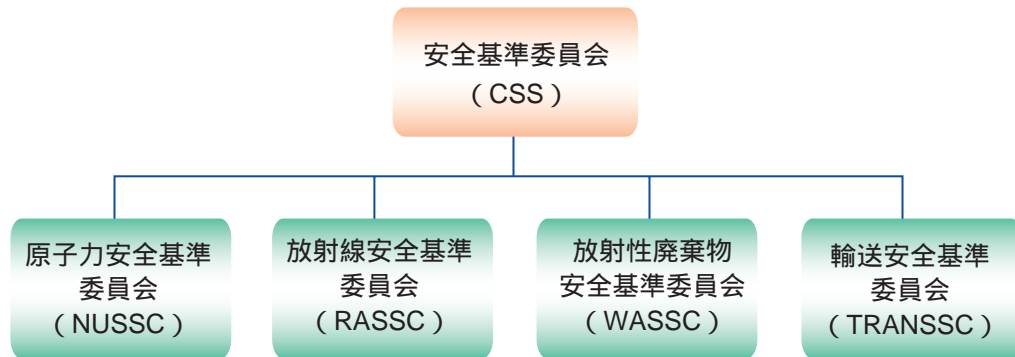 安全基準委員会
（CSS）
原子力安全基準
委員会
（NUSSC）
放射線安全基準
委員会
（RASSC）
放射性廃棄物
安全基準委員会
（WASSC）
輸送安全基準
委員会
（TRANSSC）